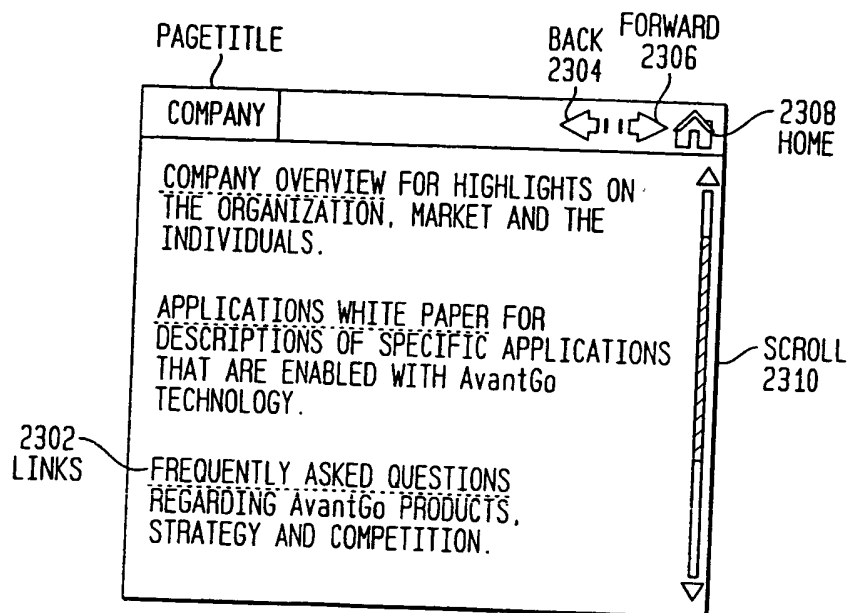 PAGETITLE
BACK
2304
FORWARD
2306
2308
HOME
COMPANY
COMPANY OVERVIEW FOR HIGHLIGHTS ON
THE ORGANIZATION, MARKET AND THE
INDIVIDUALS.
APPLICATIONS WHITE PAPER FOR
DESCRIPTIONS OF SPECIFIC APPLICATIONS
THAT ARE ENABLED WITH AvantGo
TECHNOLOGY.
SCROLL
2310
2302
LINKS
FREQUENTLY ASKED QUESTIONS
REGARDING AvantGo PRODUCTS,
STRATEGY AND COMPETITION.